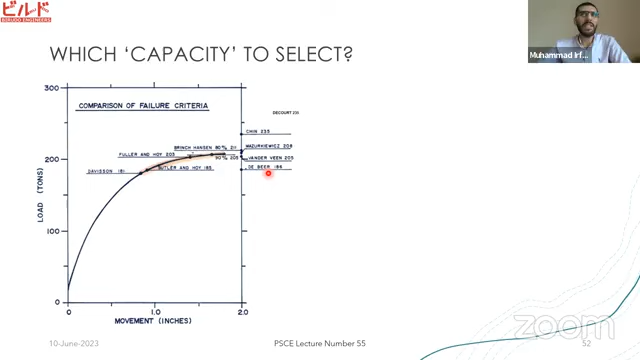 ビルド
BORUDO ENGINEERS
Muhammad Irf...
WHICH ‘CAPACITY’ TO SELECT?
300
COMPARISON OF FAILURE CRITERIA
DECOURT 235
CHIN 235
BRINCH HANSEN 80% 211
MAZURKIEWICZ 208
FULLER AND HOY 203
90% 205
VANDER VEEN 205
200
DAVISSON 181
BUTLER AND HOY 185
DE BEER 186
LOAD (TONS)
100
0
0
1.0
2.0
MOVEMENT (INCHES)
zoom
10-June-2023
PSCE Lecture Number 55
52